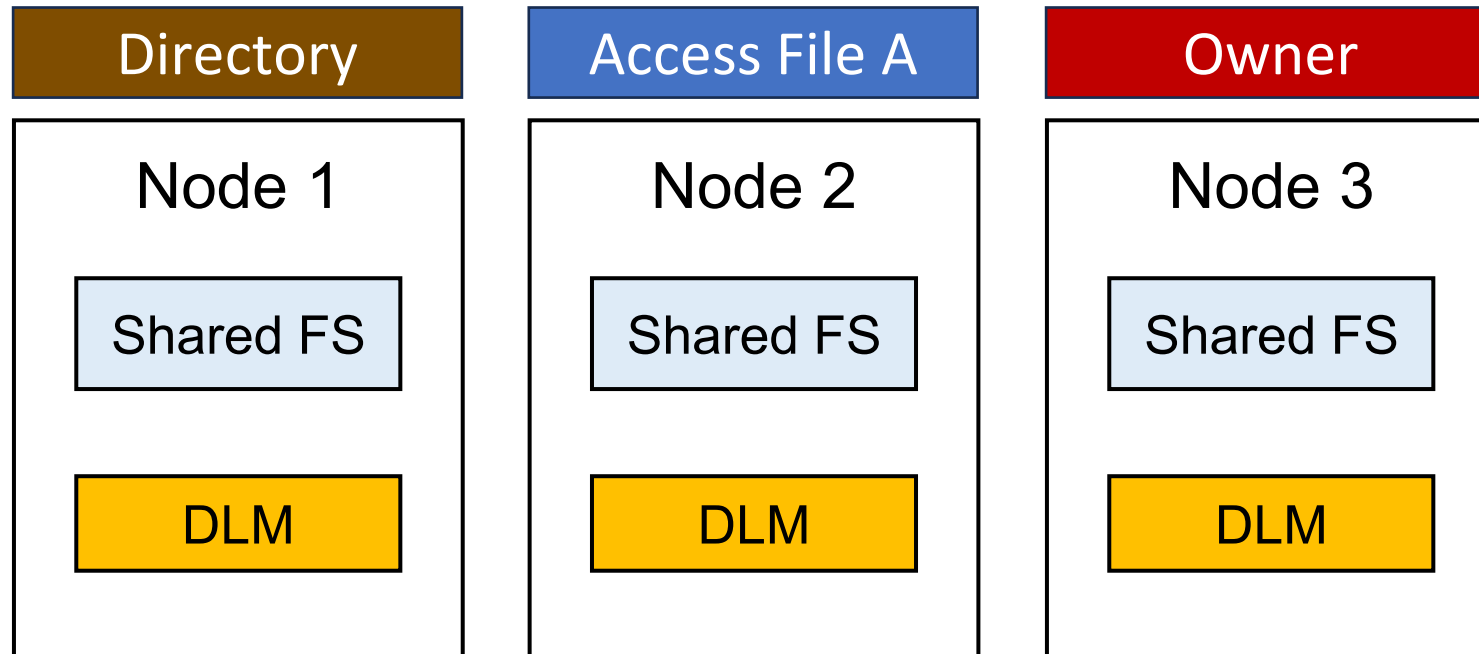 Directory
Access File A
Owner
Node 1
Node 2
Node 3
Shared FS
Shared FS
Shared FS
DLM
DLM
DLM